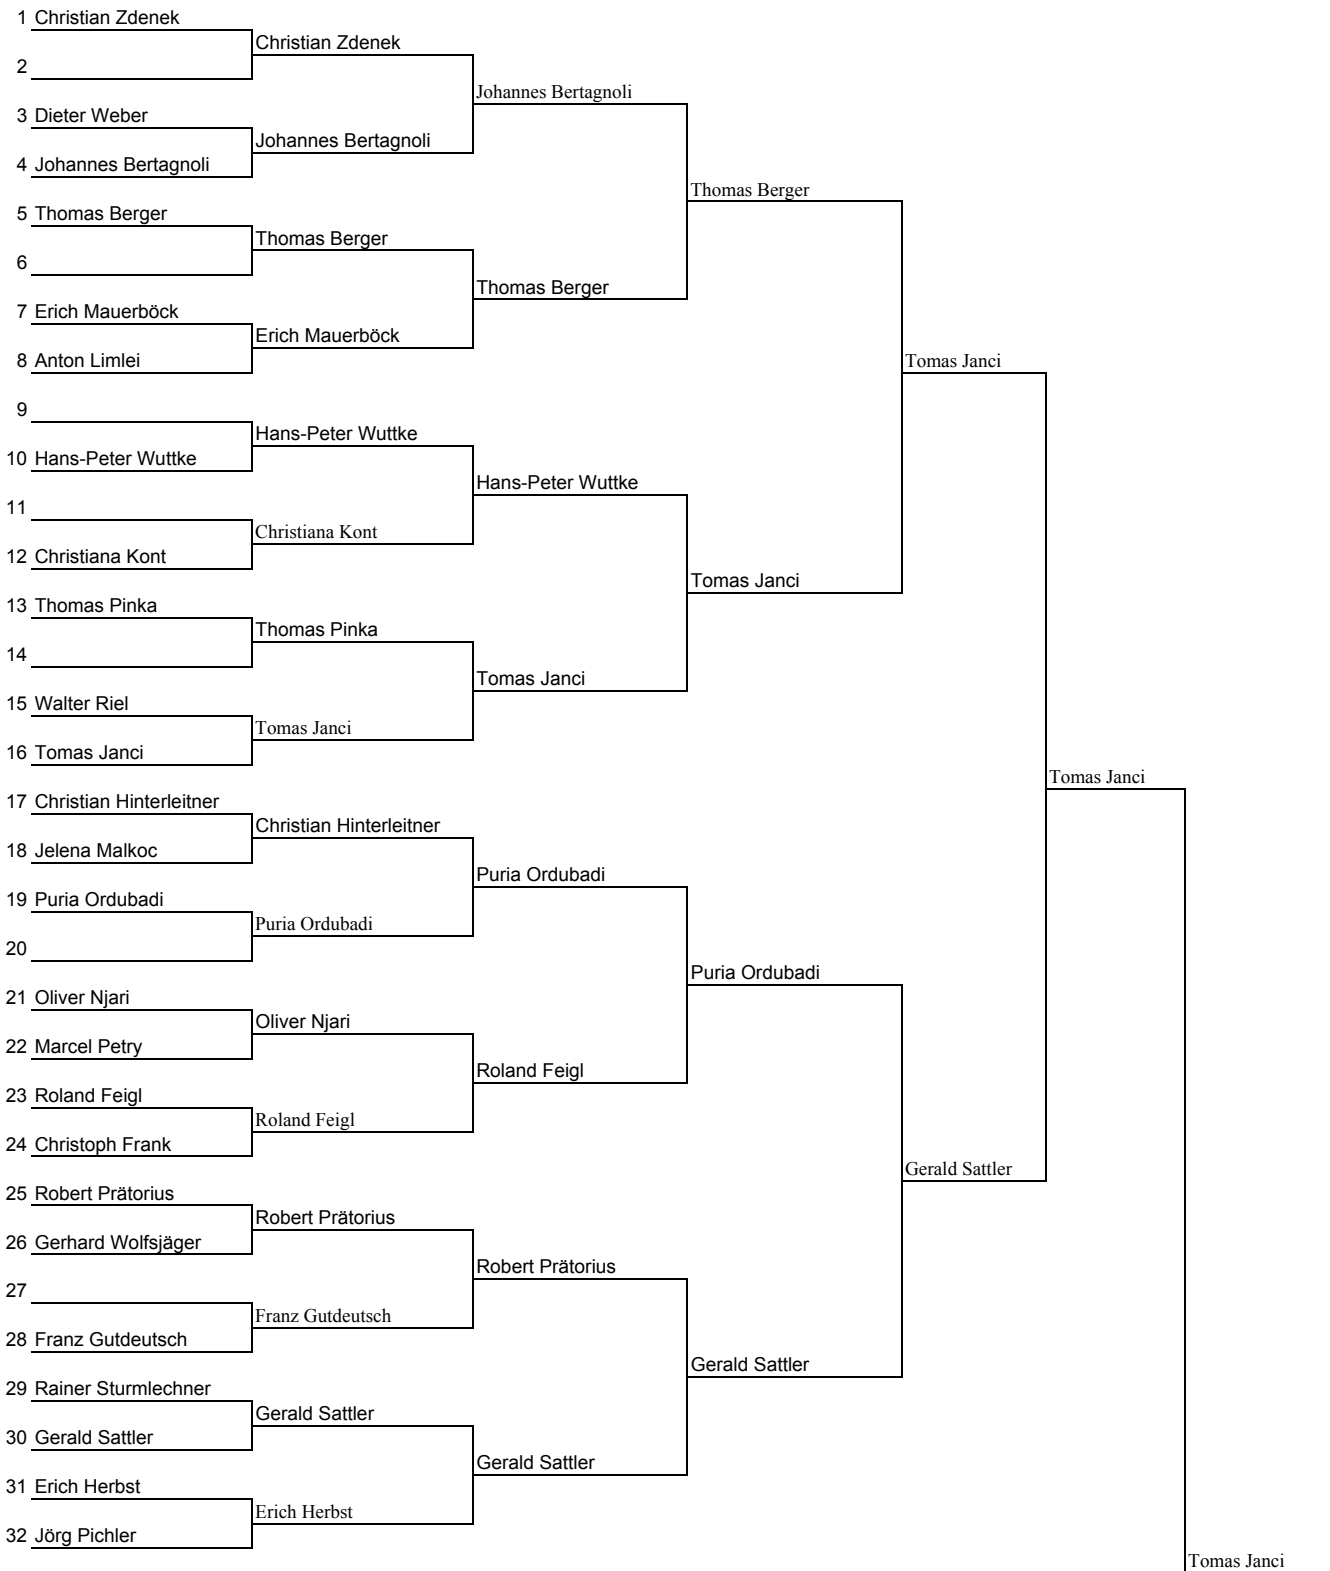 1 Christian Zdenek
Christian Zdenek
2
Johannes Bertagnoli
3 Dieter Weber
Johannes Bertagnoli
4 Johannes Bertagnoli
Thomas Berger
5 Thomas Berger
Thomas Berger
6
Thomas Berger
7 Erich Mauerböck
Erich Mauerböck
8 Anton Limlei
Tomas Janci
9
Hans-Peter Wuttke
10 Hans-Peter Wuttke
Hans-Peter Wuttke
11
Christiana Kont
12 Christiana Kont
Tomas Janci
13 Thomas Pinka
Thomas Pinka
14
Tomas Janci
15 Walter Riel
Tomas Janci
16 Tomas Janci
Tomas Janci
17 Christian Hinterleitner
Christian Hinterleitner
18 Jelena Malkoc
Puria Ordubadi
19 Puria Ordubadi
Puria Ordubadi
20
Puria Ordubadi
21 Oliver Njari
Oliver Njari
22 Marcel Petry
Roland Feigl
23 Roland Feigl
Roland Feigl
24 Christoph Frank
Gerald Sattler
25 Robert Prätorius
Robert Prätorius
26 Gerhard Wolfsjäger
Robert Prätorius
27
Franz Gutdeutsch
28 Franz Gutdeutsch
Gerald Sattler
29 Rainer Sturmlechner
Gerald Sattler
30 Gerald Sattler
Gerald Sattler
31 Erich Herbst
Erich Herbst
32 Jörg Pichler
Tomas Janci